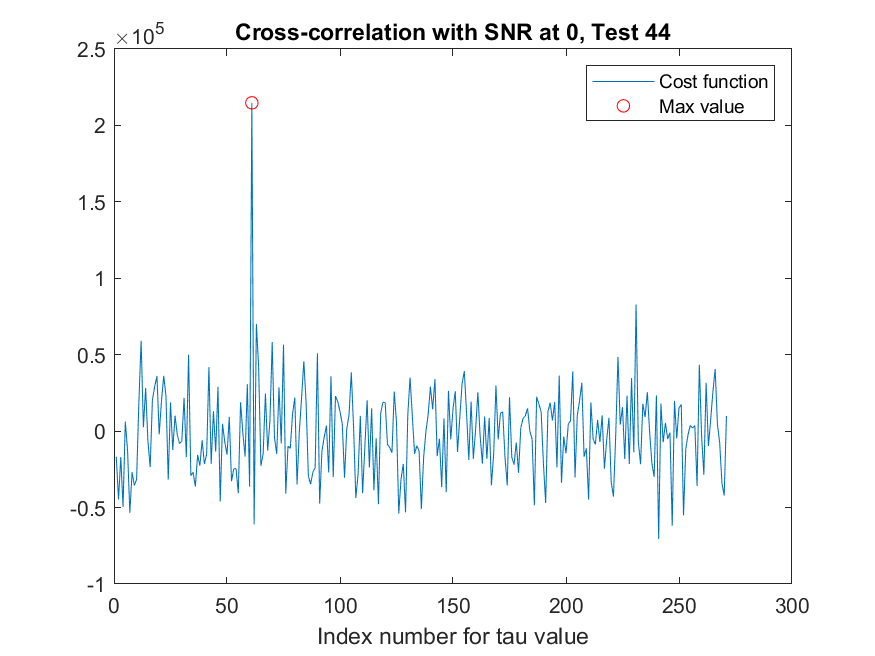 Cross-correlation with SNR at 0, Test 44
×10^5
Cost function
Max value
2.5
2
1.5
1
0.5
0
-0.5
-1
0 50 100 150 200 250 300
Index number for tau value